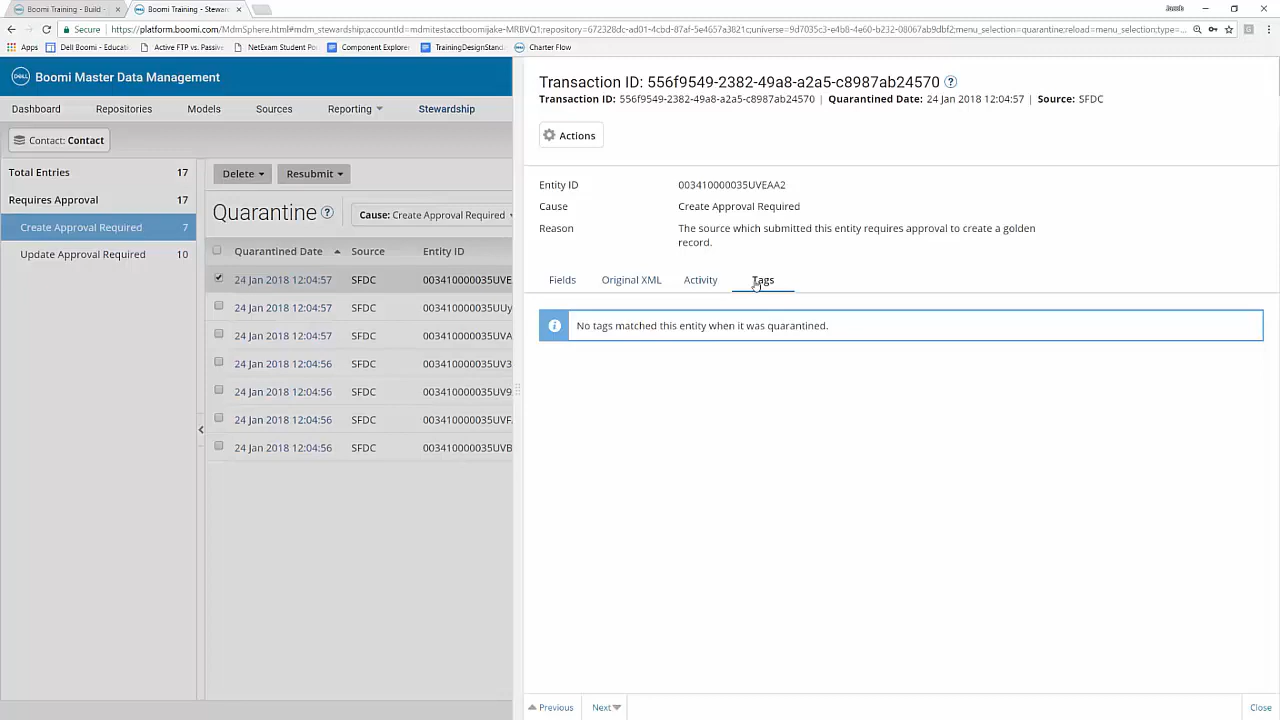 Boomi Training - Build -
Boomi Training - Stewar
Secure
https://platform.boomi.com/MdmSphere.html#mdm_stewardship;accountId=mdmitestacctboomijake-MRBVQ1;repository=672328dc-ad01-4cbd-87af-5e4657a3821;universe=9d7035c3-e4b8-4e60-b232-08067ab9dbf2;menu_selection=quarantine;reload=menu_selection;type=...
Apps
Dell Boomi - Educati
Active FTP vs. Passiv
NetExam Student Po
Component Explorer
TrainingDesignStand
Charter Flow
Boomi Master Data Management
Dashboard
Repositories
Models
Sources
Reporting
Stewardship
Contact: Contact
Total Entries 17
Requires Approval 17
Create Approval Required 7
Update Approval Required 10
Delete
Resubmit
Quarantine
Cause: Create Approval Required
Quarantined Date Source Entity ID
24 Jan 2018 12:04:57 SFDC 003410000035UVE
24 Jan 2018 12:04:57 SFDC 003410000035UUy
24 Jan 2018 12:04:57 SFDC 003410000035UVA
24 Jan 2018 12:04:56 SFDC 003410000035UV3
24 Jan 2018 12:04:56 SFDC 003410000035UV9
24 Jan 2018 12:04:56 SFDC 003410000035UVF
24 Jan 2018 12:04:56 SFDC 003410000035UVB
Transaction ID: 556f9549-2382-49a8-a2a5-c8987ab24570
Transaction ID: 556f9549-2382-49a8-a2a5-c8987ab24570 | Quarantined Date: 24 Jan 2018 12:04:57 | Source: SFDC
Actions
Entity ID 003410000035UVEAA2
Cause Create Approval Required
Reason The source which submitted this entity requires approval to create a golden
record.
Fields
Original XML
Activity
Tags
No tags matched this entity when it was quarantined.
Previous
Next
Close